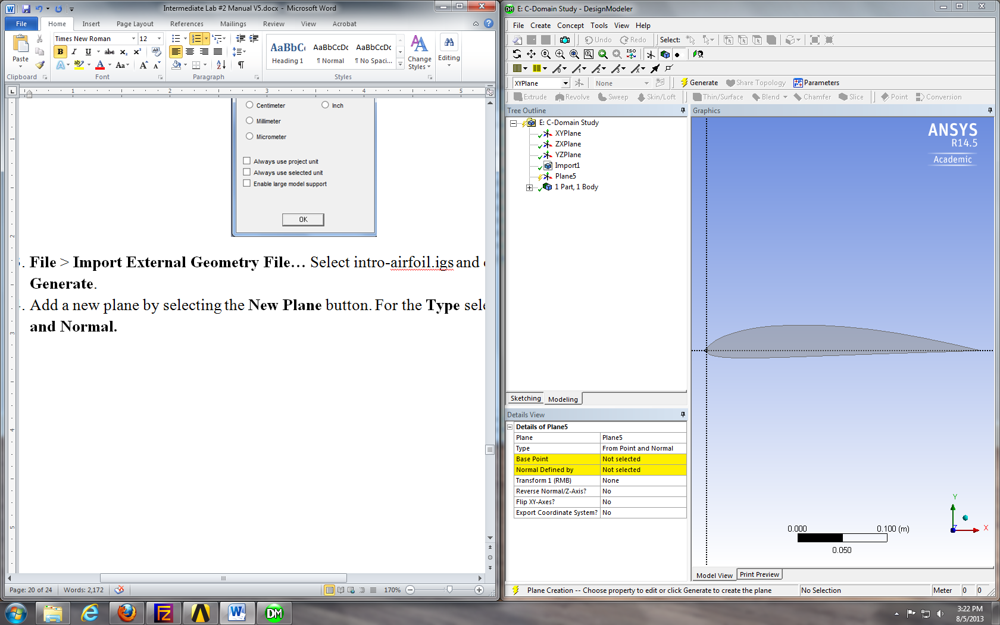 Intermediate Lab #2 Manual V5.docx - Microsoft Word
File Home Insert Page Layout References Mailings Review View Acrobat
Times New Roman 12
Paste
B I U abc x₂ x² Aa
AaBbCc AaBbCcDc AaBbCcDc
Heading 1 ¶ Normal ¶ No Spaci...
Change Styles
Editing
Clipboard Font Paragraph Styles
1 2 3 4 5
Centimeter Inch
Millimeter
Micrometer
Always use project unit
Always use selected unit
Enable large model support
OK
File > Import External Geometry File… Select intro-airfoil.igs and
Generate.
Add a new plane by selecting the New Plane button. For the Type sele
and Normal.
1
2
3
4
5
Page: 20 of 24 Words: 2,172 170%
DM E: C-Domain Study - DesignModeler
File Create Concept Tools View Help
Undo Redo Select:
ISO
XYPlane None Generate Share Topology Parameters
Extrude Revolve Sweep Skin/Loft Thin/Surface Blend Chamfer Slice Point Conversion
Tree Outline
E: C-Domain Study
XYPlane
ZXPlane
YZPlane
Import1
Plane5
1 Part, 1 Body
Sketching Modeling
Details View
Details of Plane5
Plane Plane5
Type From Point and Normal
Base Point Not selected
Normal Defined by Not selected
Transform 1 (RMB) None
Reverse Normal/Z-Axis? No
Flip XY-Axes? No
Export Coordinate System? No
Graphics
ANSYS
R14.5
Academic
Y
Z X
0.000 0.100 (m)
0.050
Model View Print Preview
Plane Creation -- Choose property to edit or click Generate to create the plane No Selection Meter 0 0
DM
3:22 PM
8/5/2013